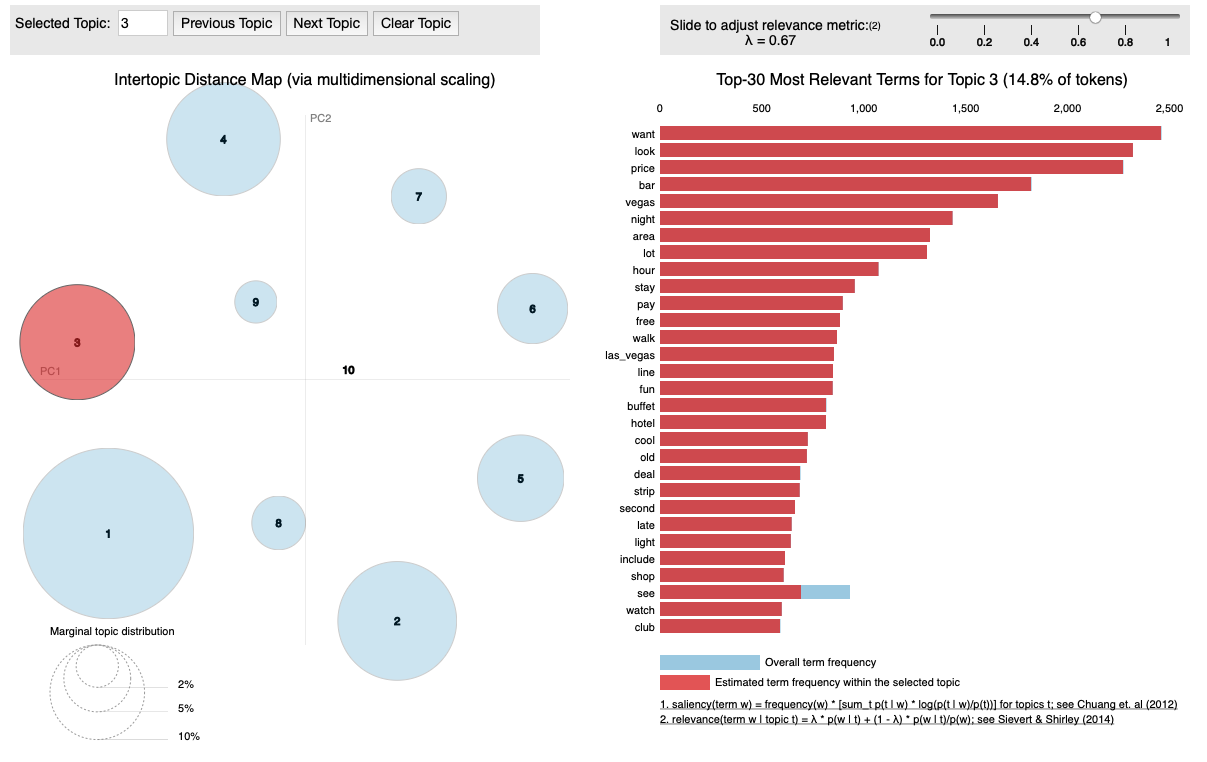 Selected Topic: 3 Previous Topic Next Topic Clear Topic
Slide to adjust relevance metric:(2)
λ = 0.67
0.0 0.2 0.4 0.6 0.8 1
Intertopic Distance Map (via multidimensional scaling)
PC2
4
7
9
6
3
PC1
10
5
1
8
2
Marginal topic distribution
2%
5%
10%
Top-30 Most Relevant Terms for Topic 3 (14.8% of tokens)
0 500 1,000 1,500 2,000 2,500
want
look
price
bar
vegas
night
area
lot
hour
stay
pay
free
walk
las_vegas
line
fun
buffet
hotel
cool
old
deal
strip
second
late
light
include
shop
see
watch
club
Overall term frequency
Estimated term frequency within the selected topic
1. saliency(term w) = frequency(w) * [sum_t p(t | w) * log(p(t | w)/p(t))] for topics t; see Chuang et. al (2012)
2. relevance(term w | topic t) = λ * p(w | t) + (1 - λ) * p(w | t)/p(w); see Sievert & Shirley (2014)